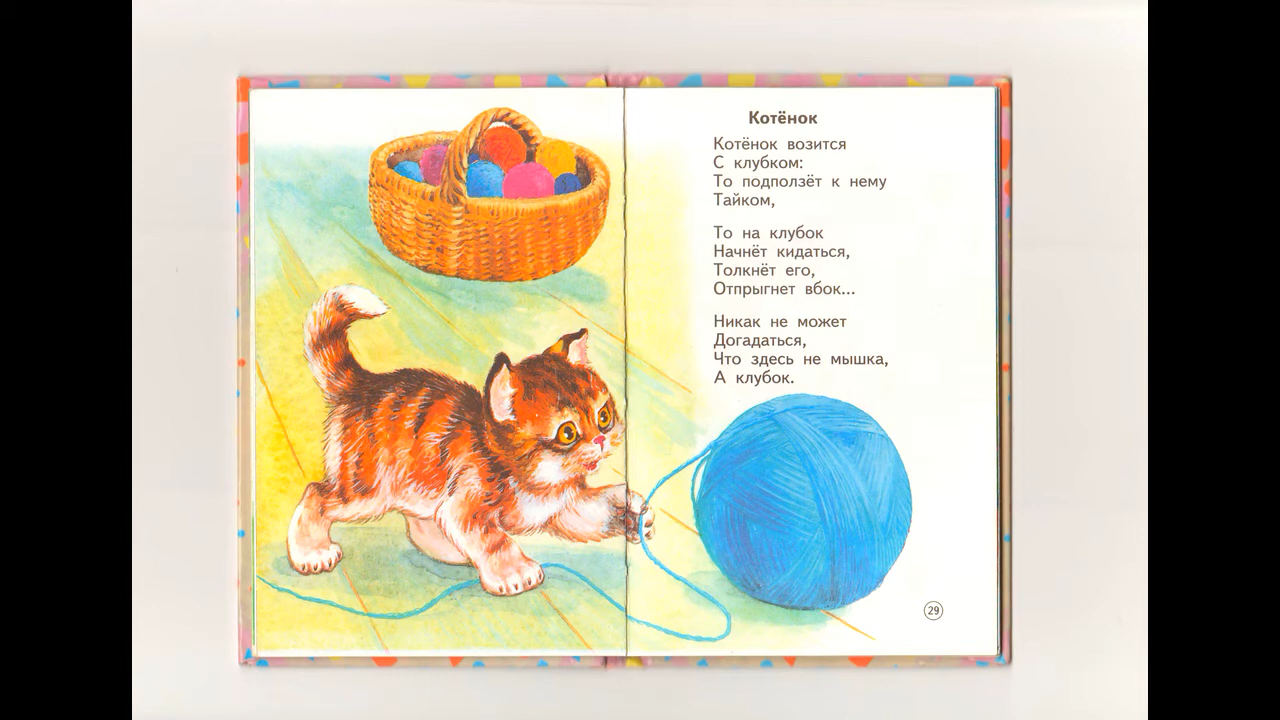 Котёнок
Котёнок возится
С клубком:
То подползёт к нему
Тайком,
То на клубок
Начнёт кидаться,
Толкнёт его,
Отпрыгнет вбок...
Никак не может
Догадаться,
Что здесь не мышка,
А клубок.
29